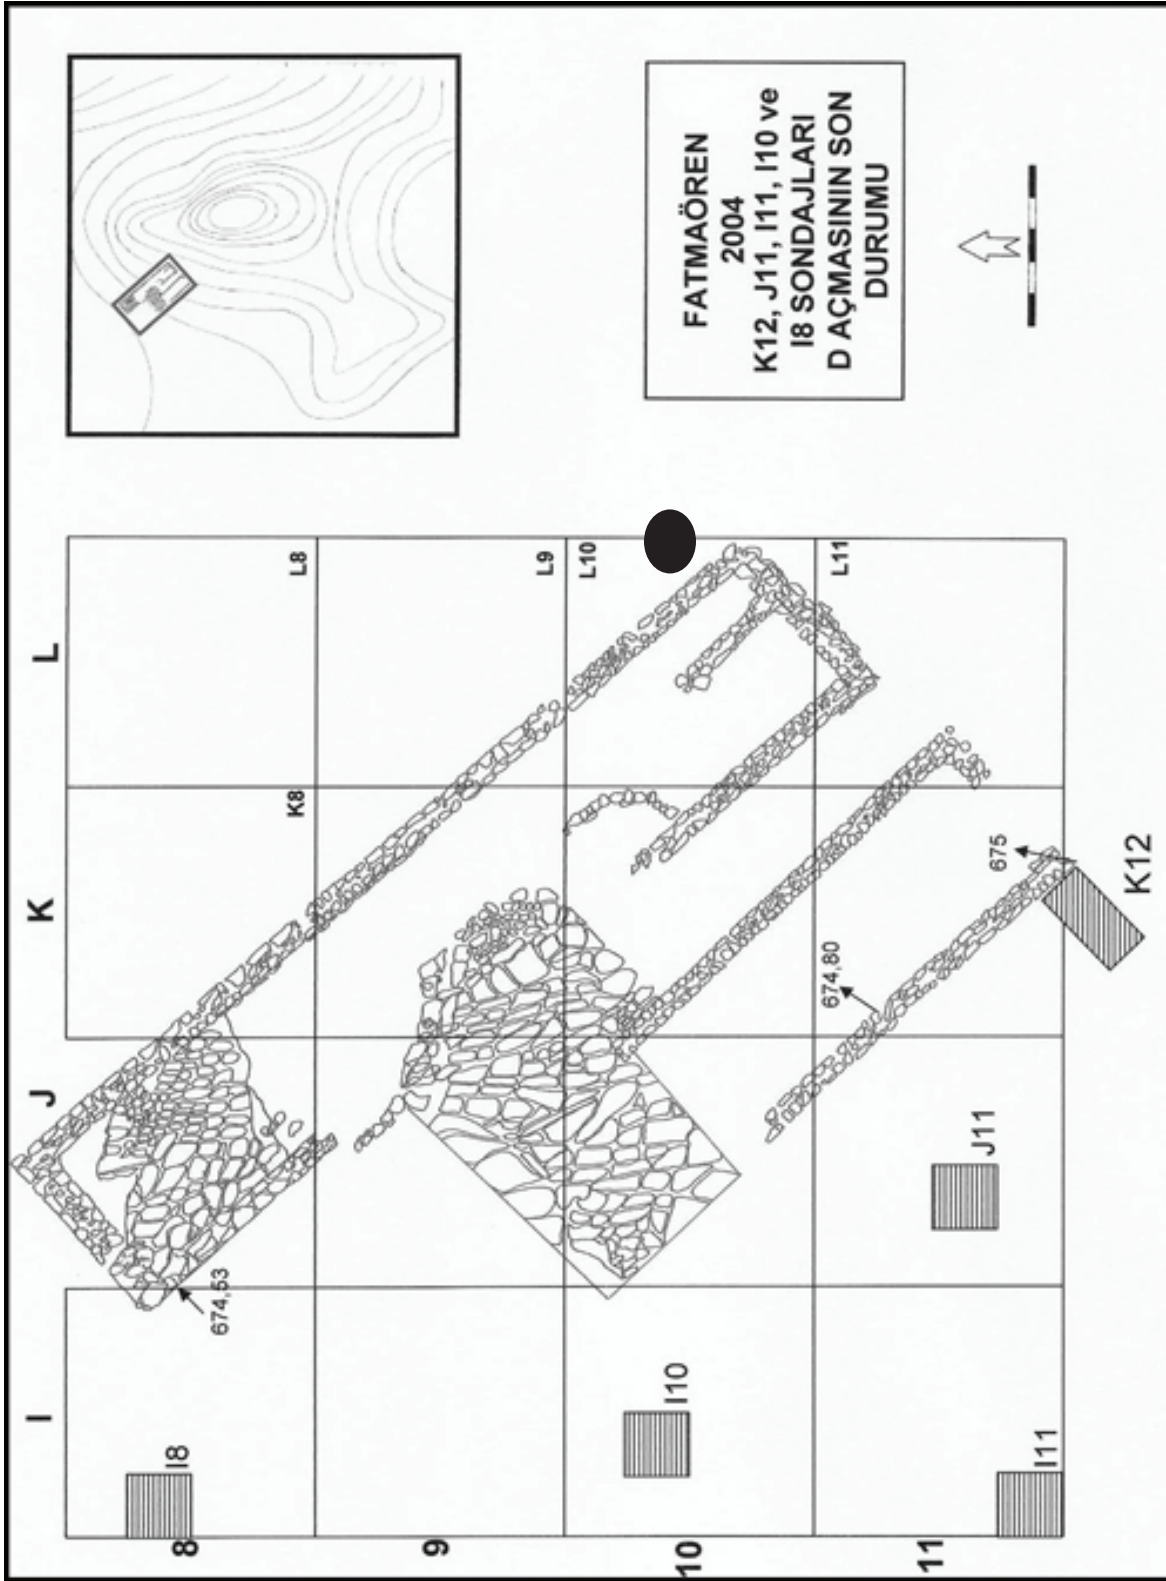 FATMAÖREN
2004
K12, J11, I11, I10 ve
I8 SONDAJLARI
D AÇMASININ SON
DURUMU
I
J
K
L
8
9
10
11
K8
L8
L9
L10
L11
674,53
674,80
675
I8
I10
I11
J11
K12